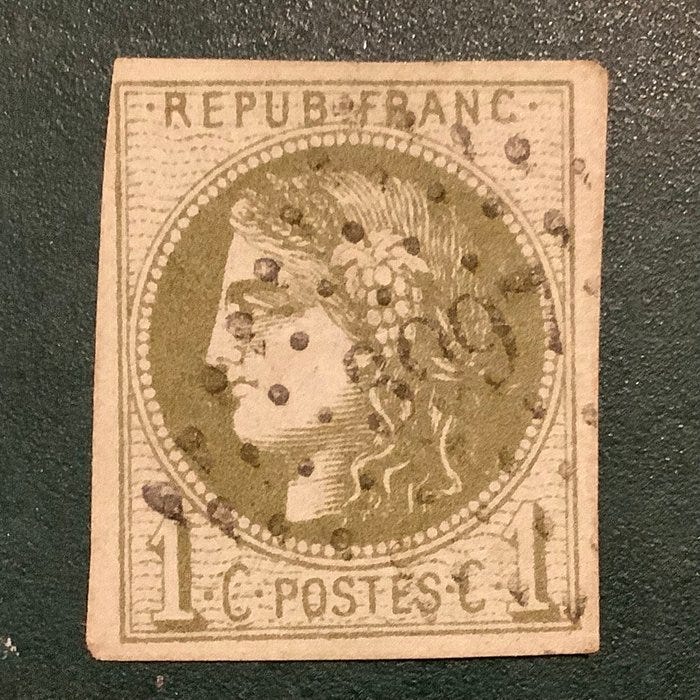 · REPUB · FRANC ·
1 · C · POSTES · C · 1